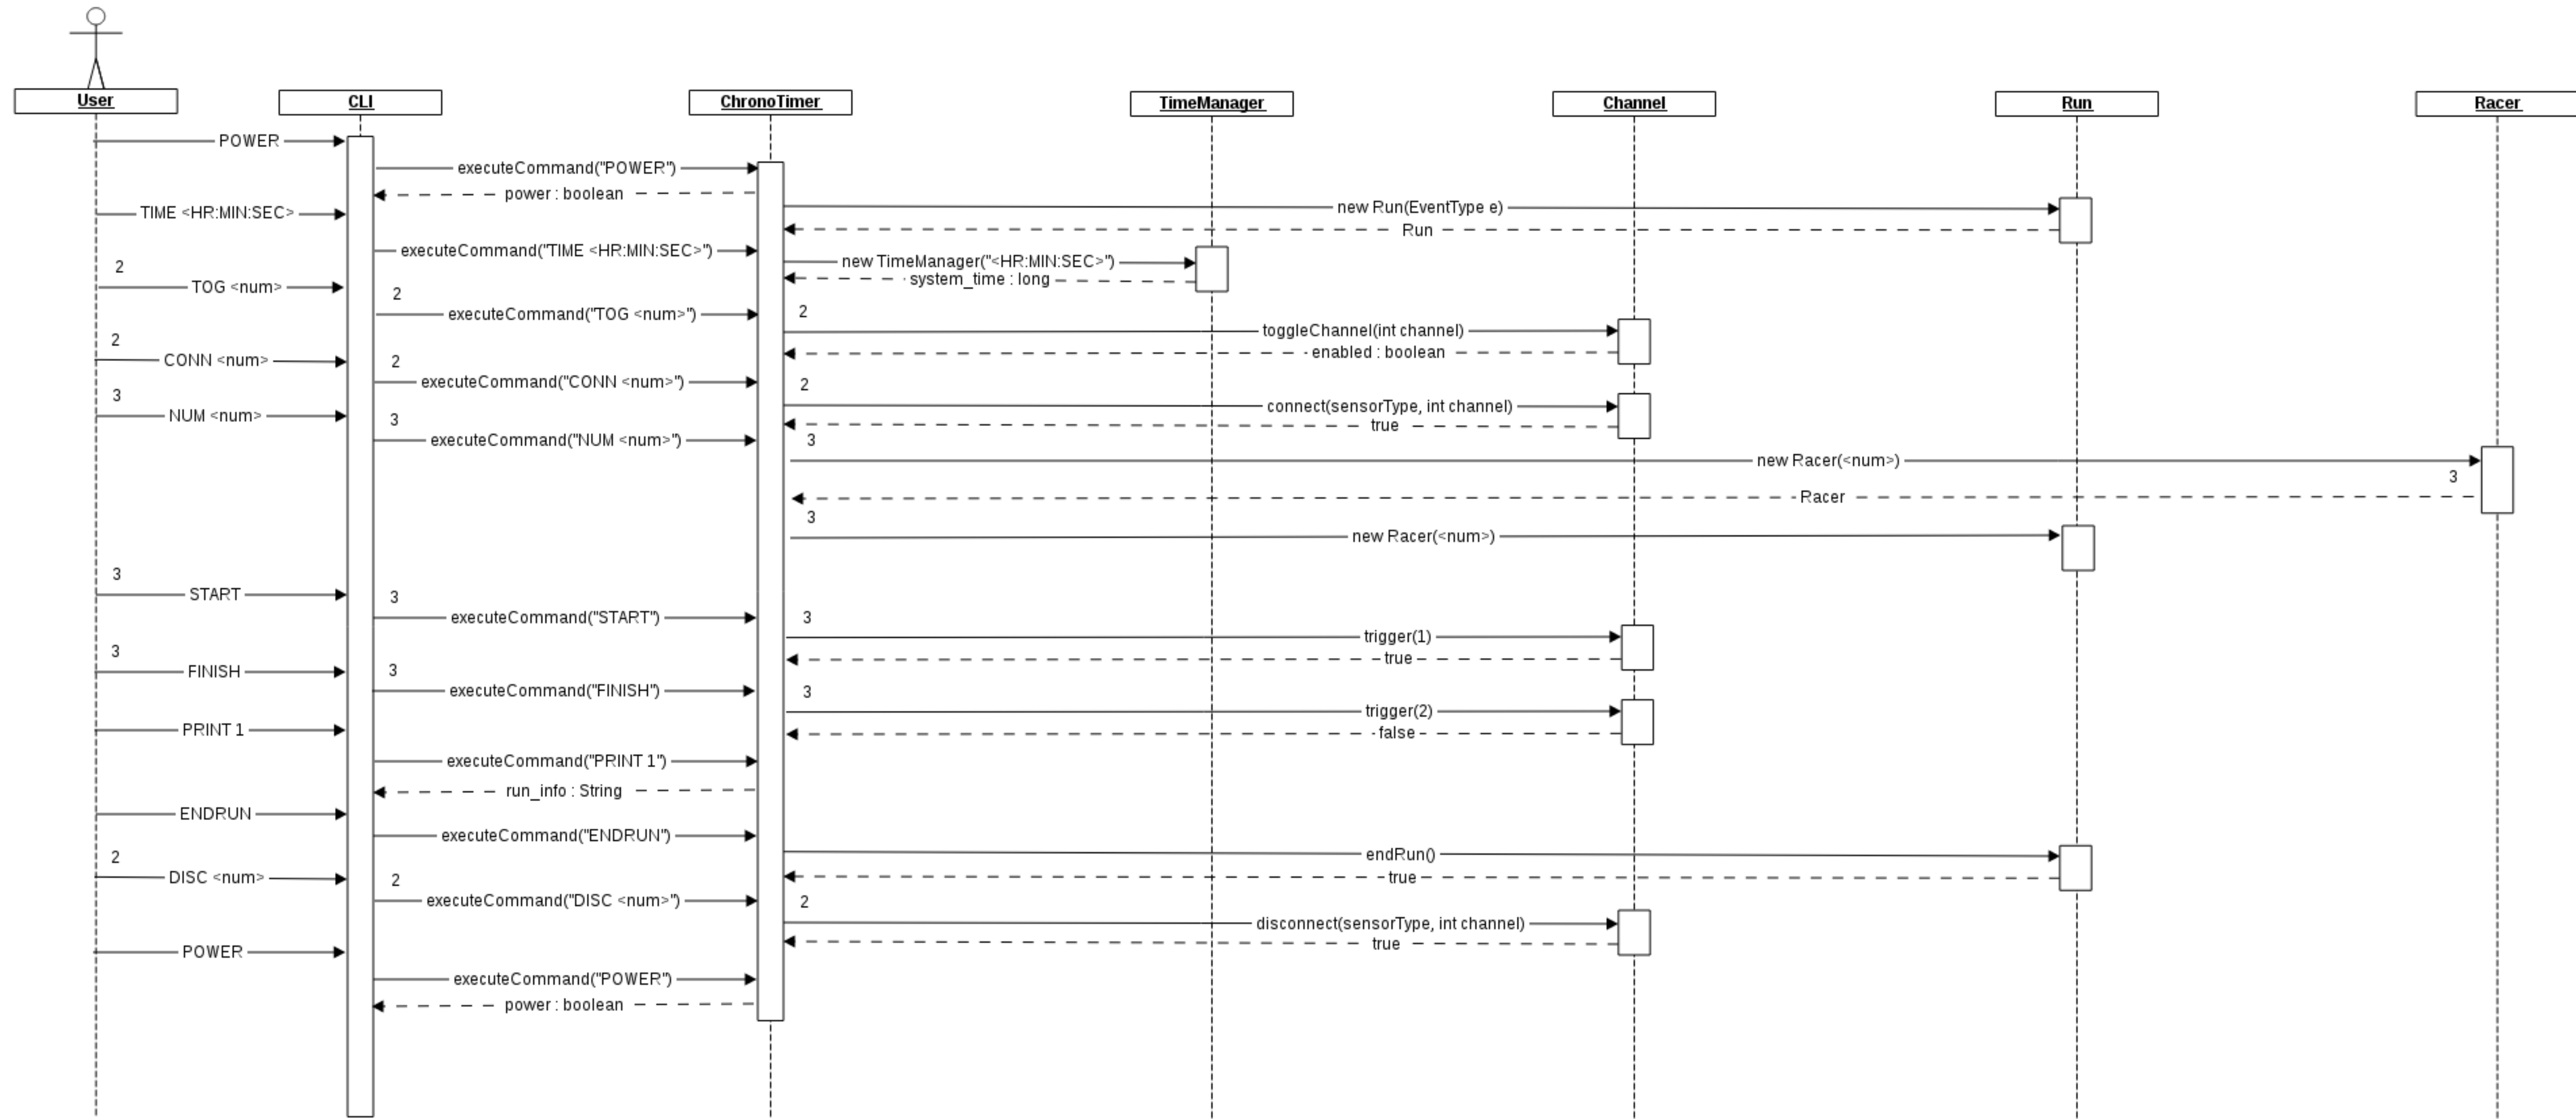 User
CLI
ChronoTimer
TimeManager
Channel
Run
Racer
POWER
executeCommand("POWER")
power : boolean
TIME <HR:MIN:SEC>
new Run(EventType e)
Run
executeCommand("TIME <HR:MIN:SEC>")
new TimeManager("<HR:MIN:SEC>")
system_time : long
2
TOG <num>
2
executeCommand("TOG <num>")
2
toggleChannel(int channel)
enabled : boolean
2
CONN <num>
2
executeCommand("CONN <num>")
2
connect(sensorType, int channel)
true
3
NUM <num>
3
executeCommand("NUM <num>")
3
new Racer(<num>)
3
Racer
3
new Racer(<num>)
3
START
3
executeCommand("START")
3
trigger(1)
true
3
FINISH
3
executeCommand("FINISH")
3
trigger(2)
false
PRINT 1
executeCommand("PRINT 1")
run_info : String
ENDRUN
executeCommand("ENDRUN")
endRun()
true
2
DISC <num>
2
executeCommand("DISC <num>")
2
disconnect(sensorType, int channel)
true
POWER
executeCommand("POWER")
power : boolean